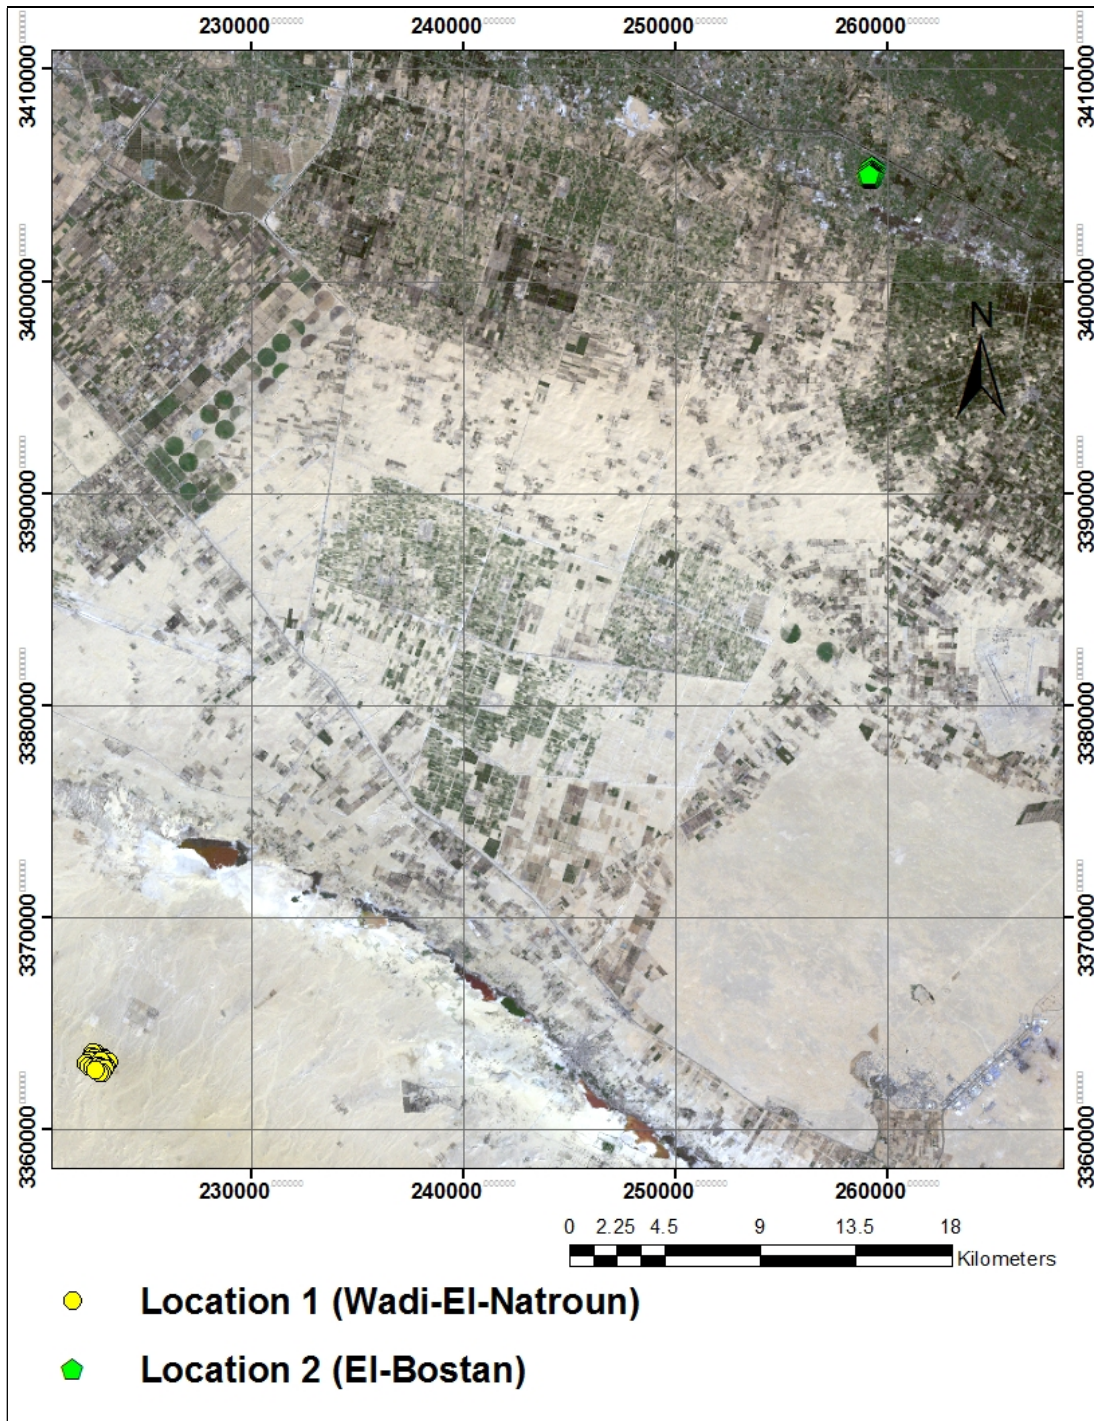 230000 240000 250000 260000
3410000 3410000
3400000 3400000
N
3390000 3390000
3380000 3380000
3370000 3370000
3360000 3360000
230000 240000 250000 260000
0 2.25 4.5 9 13.5 18
Kilometers
Location 1 (Wadi-El-Natroun)
Location 2 (El-Bostan)